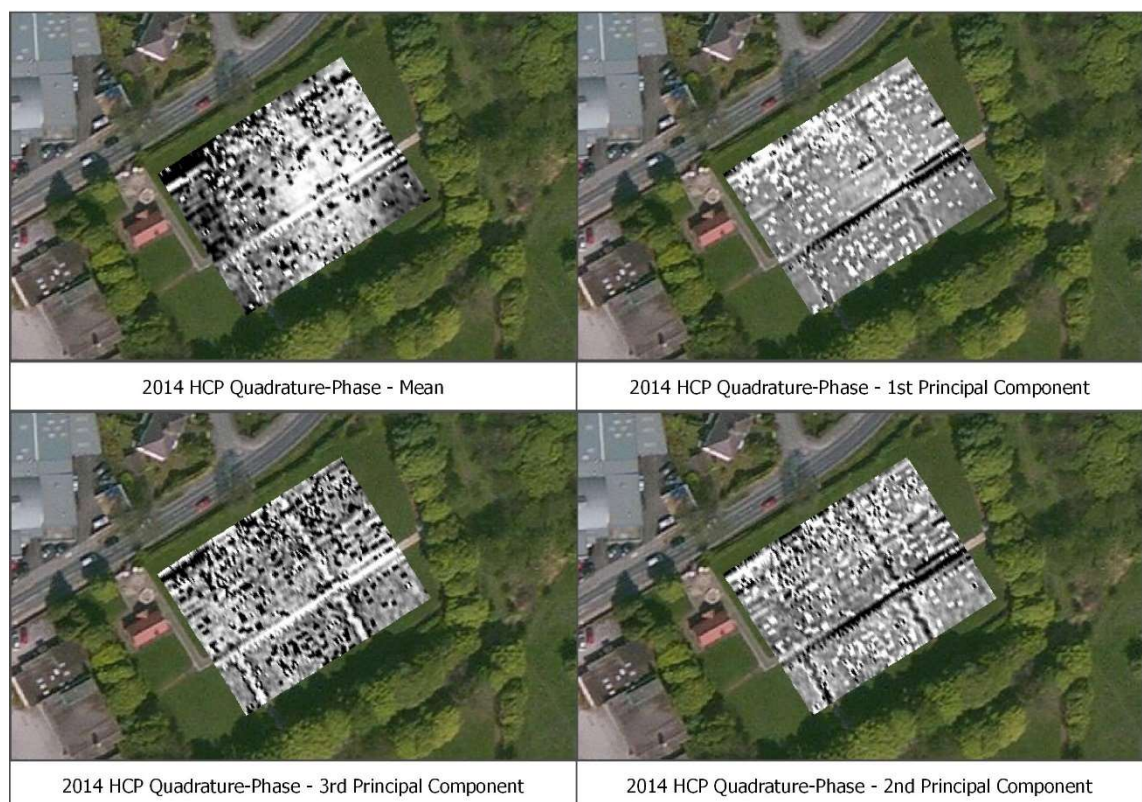 2014 HCP Quadrature-Phase - Mean
2014 HCP Quadrature-Phase - 1st Principal Component
2014 HCP Quadrature-Phase - 3rd Principal Component
2014 HCP Quadrature-Phase - 2nd Principal Component